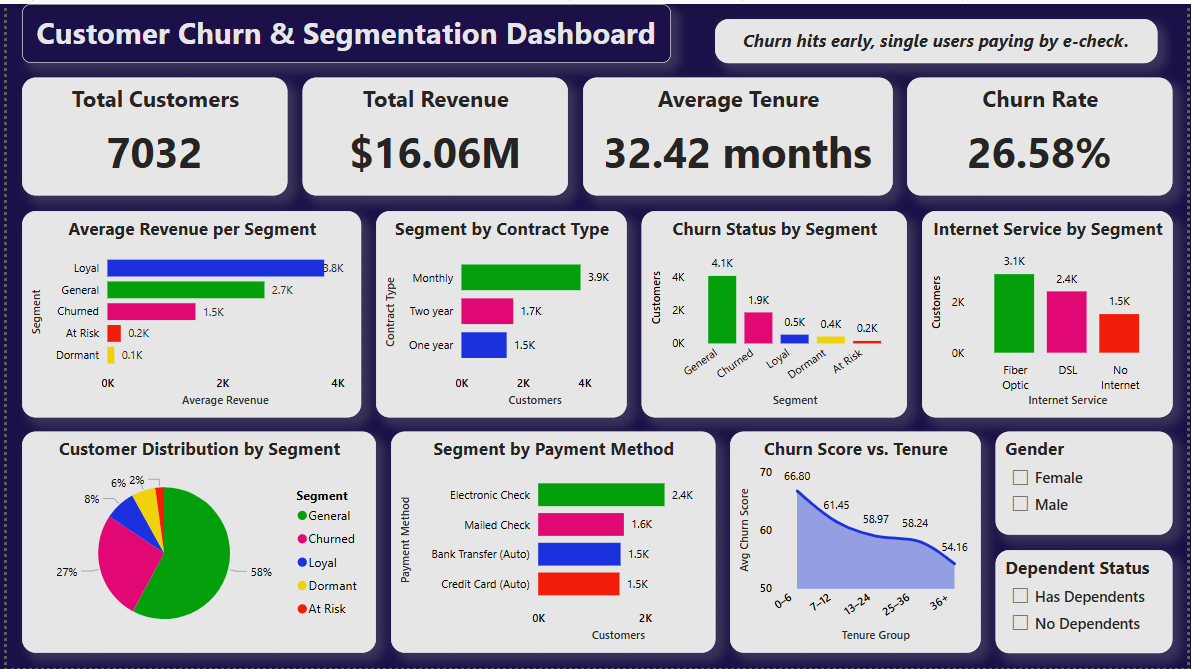 Customer Churn & Segmentation Dashboard
Churn hits early, single users paying by e-check.
Total Customers
7032
Total Revenue
$16.06M
Average Tenure
32.42 months
Churn Rate
26.58%
Average Revenue per Segment
Segment
Loyal
3.8K
General
2.7K
Churned
1.5K
At Risk
0.2K
Dormant
0.1K
0K
2K
4K
Average Revenue
Segment by Contract Type
Contract Type
Monthly
3.9K
Two year
1.7K
One year
1.5K
0K
2K
4K
Customers
Churn Status by Segment
Customers
4K
2K
0K
4.1K
1.9K
0.5K
0.4K
0.2K
General
Churned
Loyal
Dormant
At Risk
Segment
Internet Service by Segment
Customers
2K
0K
3.1K
2.4K
1.5K
Fiber
Optic
DSL
No
Internet
Internet Service
Customer Distribution by Segment
58%
27%
8%
6%
2%
Segment
General
Churned
Loyal
Dormant
At Risk
Segment by Payment Method
Payment Method
Electronic Check
2.4K
Mailed Check
1.6K
Bank Transfer (Auto)
1.5K
Credit Card (Auto)
1.5K
0K
2K
Customers
Churn Score vs. Tenure
Avg Churn Score
70
60
50
66.80
61.45
58.97
58.24
54.16
0–6
7–12
13–24
25–36
36+
Tenure Group
Gender
Female
Male
Dependent Status
Has Dependents
No Dependents